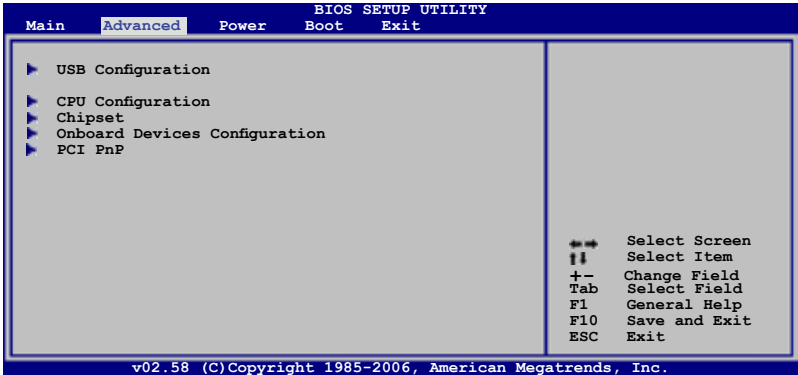 BIOS SETUP UTILITY
Main Advanced Power Boot Exit
USB Configuration
CPU Configuration
Chipset
Onboard Devices Configuration
PCI PnP
Select Screen
Select Item
+- Change Field
Tab Select Field
F1 General Help
F10 Save and Exit
ESC Exit
v02.58 (C)Copyright 1985-2006, American Megatrends, Inc.